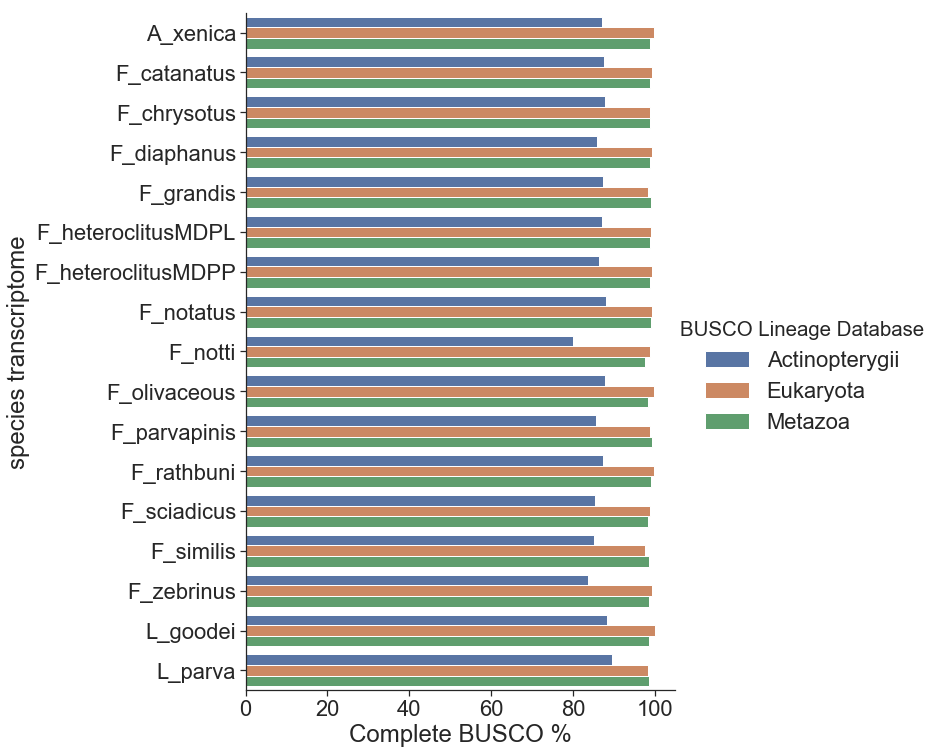 A_xenica
F_catanatus
F_chrysotus
F_diaphanus
F_grandis
F_heteroclitusMDPL
F_heteroclitusMDPP
F_notatus
F_notti
F_olivaceous
F_parvapinis
F_rathbuni
F_sciadicus
F_similis
F_zebrinus
L_goodei
L_parva
species transcriptome
0 20 40 60 80 100
Complete BUSCO %
BUSCO Lineage Database
Actinopterygii
Eukaryota
Metazoa